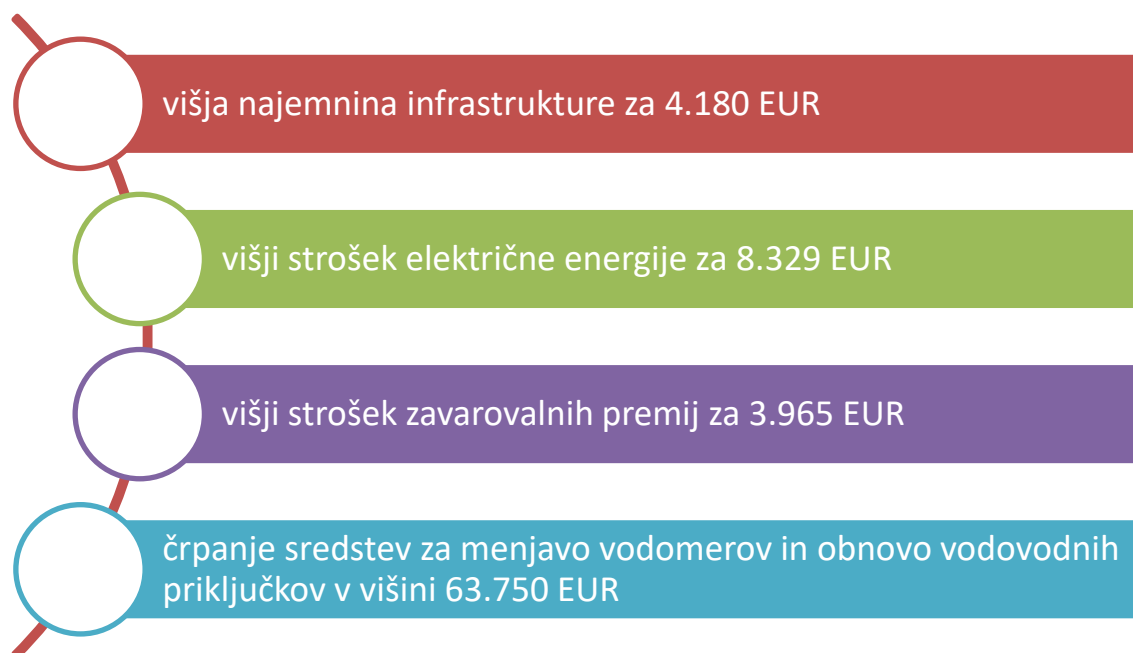 višja najemnina infrastrukture za 4.180 EUR
višji strošek električne energije za 8.329 EUR
višji strošek zavarovalnih premij za 3.965 EUR
črpanje sredstev za menjavo vodomerov in obnovo vodovodnih
priključkov v višini 63.750 EUR